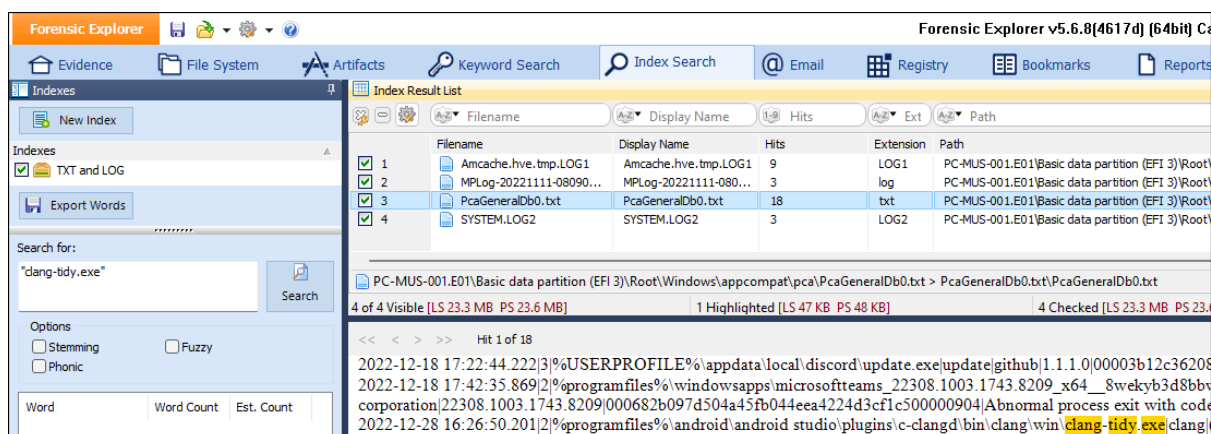 Forensic Explorer
Forensic Explorer v5.6.8(4617d) (64bit) Ca
Evidence File System Artifacts Keyword Search Index Search Email Registry Bookmarks Reports
Indexes
New Index
Indexes
TXT and LOG
Export Words
Search for:
"clang-tidy.exe"
Search
Options
Stemming Fuzzy
Phonic
Word Word Count Est. Count
Index Result List
Filename Display Name Hits Ext Path
Filename Display Name Hits Extension Path
1 Amcache.hve.tmp.LOG1 Amcache.hve.tmp.LOG1 9 LOG1 PC-MUS-001.E01\Basic data partition (EFI 3)\Root\
2 MPLog-20221111-08090... MPLog-20221111-080... 3 log PC-MUS-001.E01\Basic data partition (EFI 3)\Root\
3 PcaGeneralDb0.txt PcaGeneralDb0.txt 18 txt PC-MUS-001.E01\Basic data partition (EFI 3)\Root\
4 SYSTEM.LOG2 SYSTEM.LOG2 3 LOG2 PC-MUS-001.E01\Basic data partition (EFI 3)\Root\
PC-MUS-001.E01\Basic data partition (EFI 3)\Root\Windows\appcompat\pca\PcaGeneralDb0.txt > PcaGeneralDb0.txt\PcaGeneralDb0.txt
4 of 4 Visible [LS 23.3 MB PS 23.6 MB] 1 Highlighted [LS 47 KB PS 48 KB] 4 Checked [LS 23.3 MB PS 23.6
<< < > >> Hit 1 of 18
2022-12-18 17:22:44.222|3|%USERPROFILE%\appdata\local\discord\update.exe|update|github|1.1.1.0|00003b12c36208
2022-12-18 17:42:35.869|2|%programfiles%\windowsapps\microsoftteams_22308.1003.1743.8209_x64__8wekyb3d8bbw
corporation|22308.1003.1743.8209|000682b097d504a45fb044eea4224d3cf1c500000904|Abnormal process exit with code
2022-12-28 16:26:50.201|2|%programfiles%\android\android studio\plugins\c-clangd\bin\clang\win\clang-tidy.exe|clang|